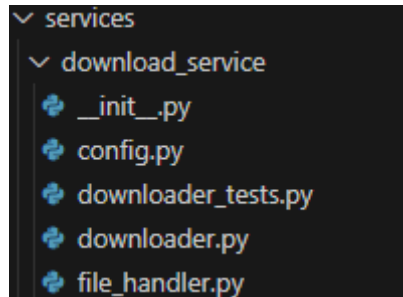 services
download_service
__init__.py
config.py
downloader_tests.py
downloader.py
file_handler.py